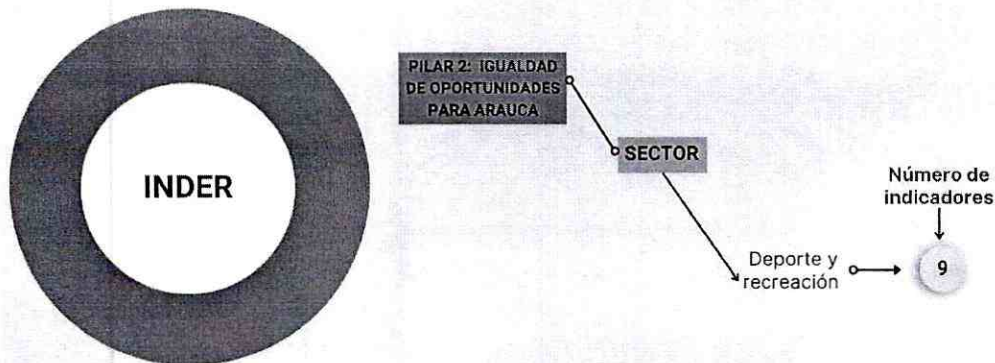 INDER
PILAR 2: IGUALDAD
DE OPORTUNIDADES
PARA ARAUCA
SECTOR
Número de
indicadores
Deporte y
recreación
9